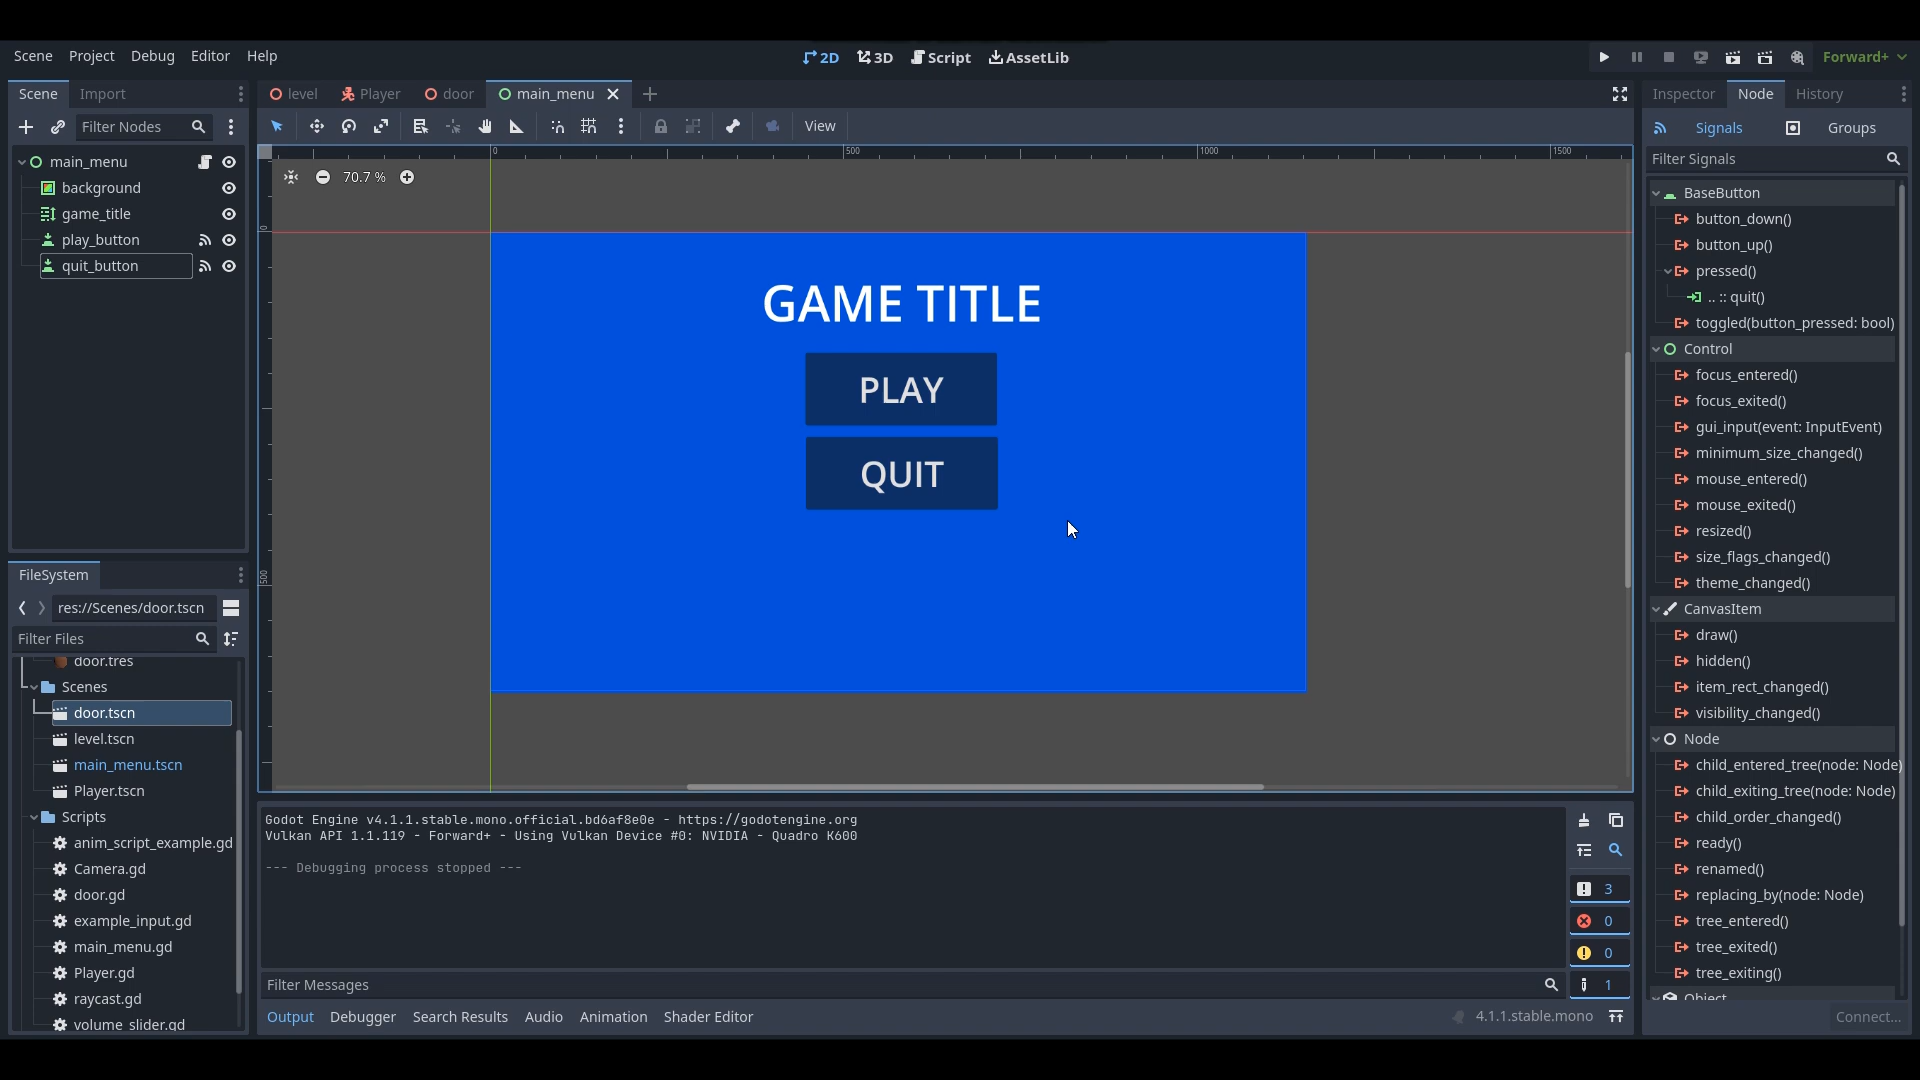 Scene Project Debug Editor Help
2D 3D Script AssetLib
Forward+
Scene Import
Filter Nodes
main_menu
background
game_title
play_button
quit_button
FileSystem
res://Scenes/door.tscn
Filter Files
door.tres
Scenes
door.tscn
level.tscn
main_menu.tscn
Player.tscn
Scripts
anim_script_example.gd
Camera.gd
door.gd
example_input.gd
main_menu.gd
Player.gd
raycast.gd
volume_slider.gd
level Player door main_menu
View
0 500 1000 1500
70.7 %
0
500
GAME TITLE
PLAY
QUIT
Godot Engine v4.1.1.stable.mono.official.bd6af8e0e - https://godotengine.org
Vulkan API 1.1.119 - Forward+ - Using Vulkan Device #0: NVIDIA - Quadro K600
--- Debugging process stopped ---
3
0
0
1
Filter Messages
Output Debugger Search Results Audio Animation Shader Editor
4.1.1.stable.mono
Inspector Node History
Signals Groups
Filter Signals
BaseButton
button_down()
button_up()
pressed()
.. :: quit()
toggled(button_pressed: bool)
Control
focus_entered()
focus_exited()
gui_input(event: InputEvent)
minimum_size_changed()
mouse_entered()
mouse_exited()
resized()
size_flags_changed()
theme_changed()
CanvasItem
draw()
hidden()
item_rect_changed()
visibility_changed()
Node
child_entered_tree(node: Node)
child_exiting_tree(node: Node)
child_order_changed()
ready()
renamed()
replacing_by(node: Node)
tree_entered()
tree_exited()
tree_exiting()
Object
Connect...